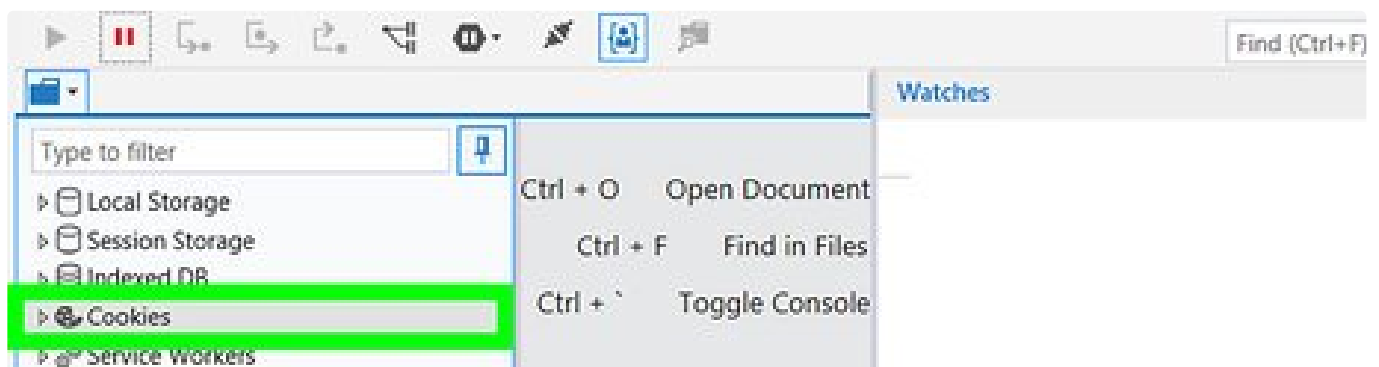 Find (Ctrl+F)
Watches
Type to filter
Local Storage
Session Storage
Indexed DB
Cookies
Service Workers
Ctrl + O Open Document
Ctrl + F Find in Files
Ctrl + ` Toggle Console